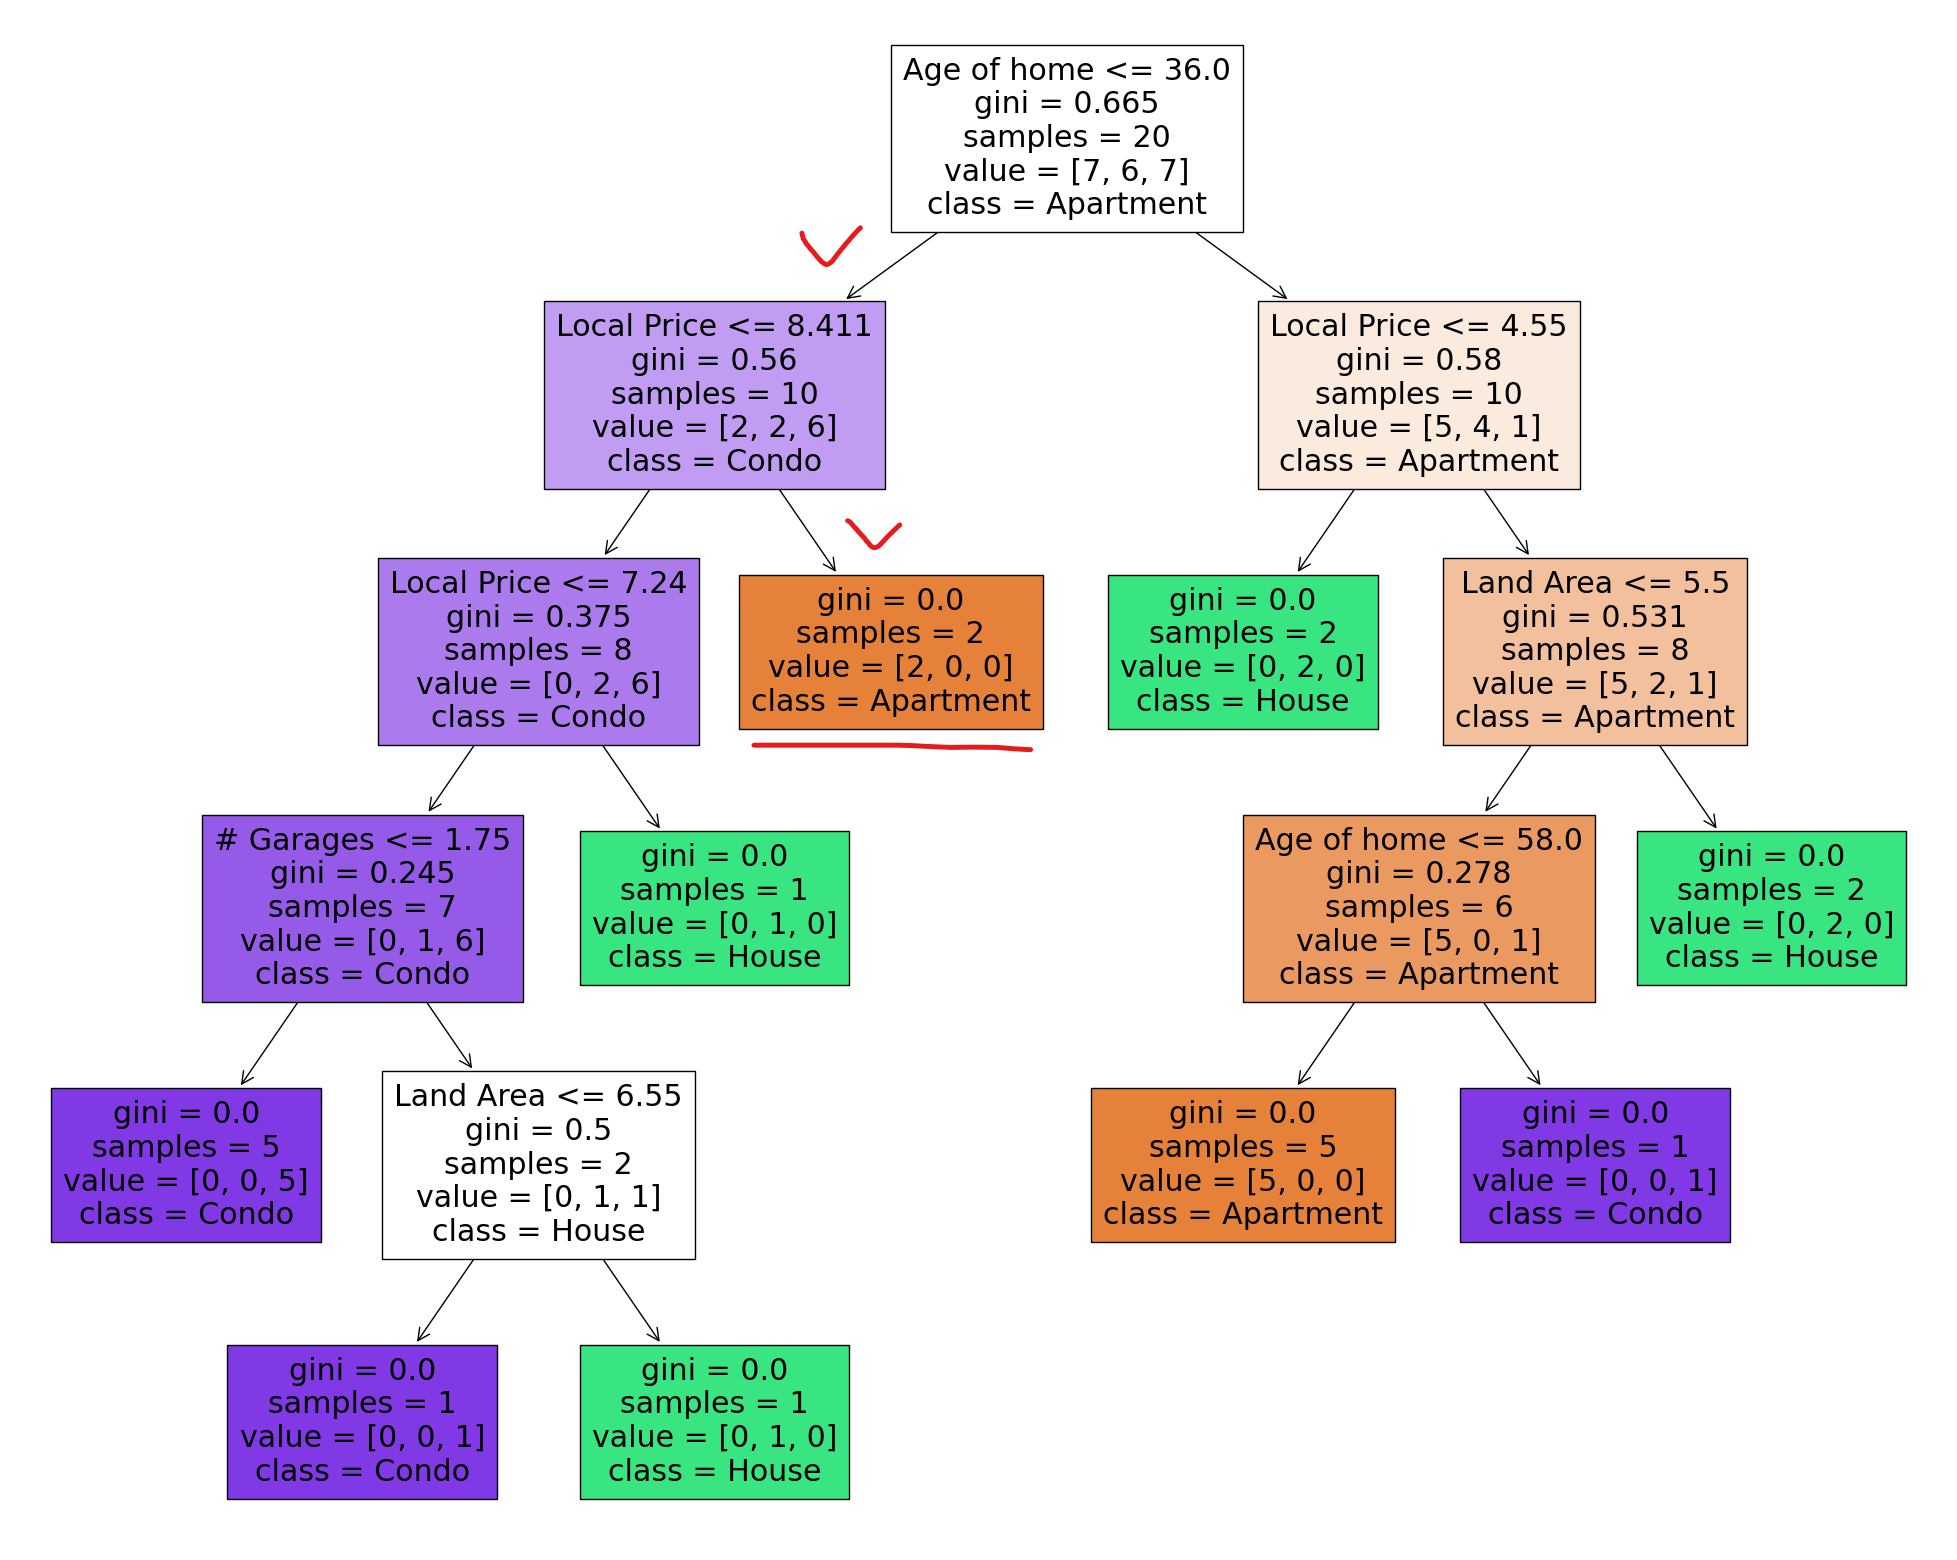 Age of home <= 36.0
gini = 0.665
samples = 20
value = [7, 6, 7]
class = Apartment
Local Price <= 8.411
gini = 0.56
samples = 10
value = [2, 2, 6]
class = Condo
Local Price <= 4.55
gini = 0.58
samples = 10
value = [5, 4, 1]
class = Apartment
Local Price <= 7.24
gini = 0.375
samples = 8
value = [0, 2, 6]
class = Condo
gini = 0.0
samples = 2
value = [2, 0, 0]
class = Apartment
gini = 0.0
samples = 2
value = [0, 2, 0]
class = House
Land Area <= 5.5
gini = 0.531
samples = 8
value = [5, 2, 1]
class = Apartment
# Garages <= 1.75
gini = 0.245
samples = 7
value = [0, 1, 6]
class = Condo
gini = 0.0
samples = 1
value = [0, 1, 0]
class = House
Age of home <= 58.0
gini = 0.278
samples = 6
value = [5, 0, 1]
class = Apartment
gini = 0.0
samples = 2
value = [0, 2, 0]
class = House
gini = 0.0
samples = 5
value = [0, 0, 5]
class = Condo
Land Area <= 6.55
gini = 0.5
samples = 2
value = [0, 1, 1]
class = House
gini = 0.0
samples = 5
value = [5, 0, 0]
class = Apartment
gini = 0.0
samples = 1
value = [0, 0, 1]
class = Condo
gini = 0.0
samples = 1
value = [0, 0, 1]
class = Condo
gini = 0.0
samples = 1
value = [0, 1, 0]
class = House